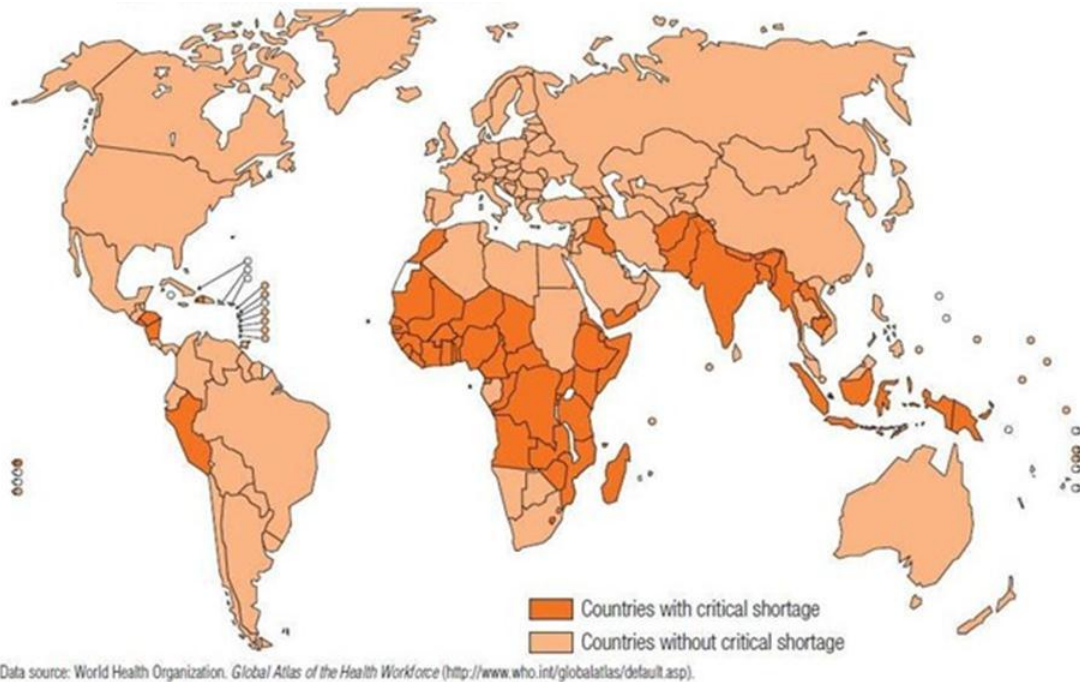 Countries with critical shortage
Countries without critical shortage
Data source: World Health Organization. Global Atlas of the Health Workforce (http://www.who.int/globalatlas/default.asp).